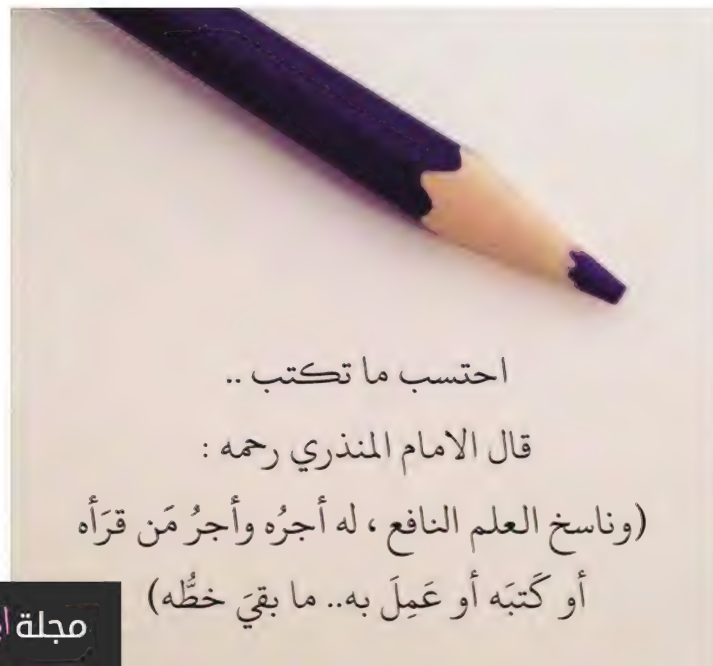 احتسب ما تكتب ..
قال الامام المنذري رحمه :
(وناسخ العلم النافع ، له أجرُه وأجرُ مَن قرَأه
أو كَتبَه أو عَمِلَ به.. ما بقيَ خطُّه)
مجلة